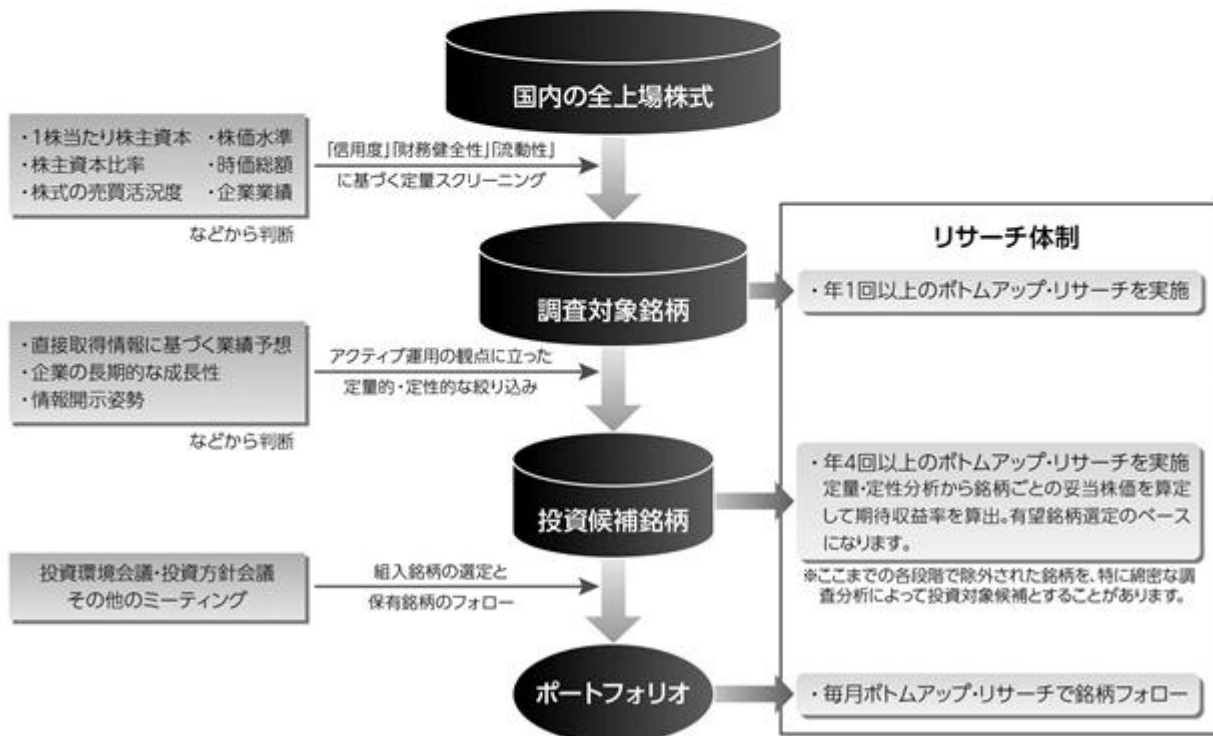 国内の全上場株式
・1株当たり株主資本 ・株価水準
・株主資本比率 ・時価総額
・株式の売買活況度 ・企業業績
などから判断
「信用度」「財務健全性」「流動性」
に基づく定量スクリーニング
調査対象銘柄
リサーチ体制
・年1回以上のボトムアップ・リサーチを実施
・直接取得情報に基づく業績予想
・企業の長期的な成長性
・情報開示姿勢
などから判断
アクティブ運用の観点に立った
定量的・定性的な絞り込み
投資候補銘柄
・年4回以上のボトムアップ・リサーチを実施
定量・定性分析から銘柄ごとの妥当株価を算定
して期待収益率を算出。有望銘柄選定のベース
になります。
※ここまでの各段階で除外された銘柄を、特に綿密な調
査分析によって投資対象候補とすることがあります。
投資環境会議・投資方針会議
その他のミーティング
組入銘柄の選定と
保有銘柄のフォロー
ポートフォリオ
・毎月ボトムアップ・リサーチで銘柄フォロー